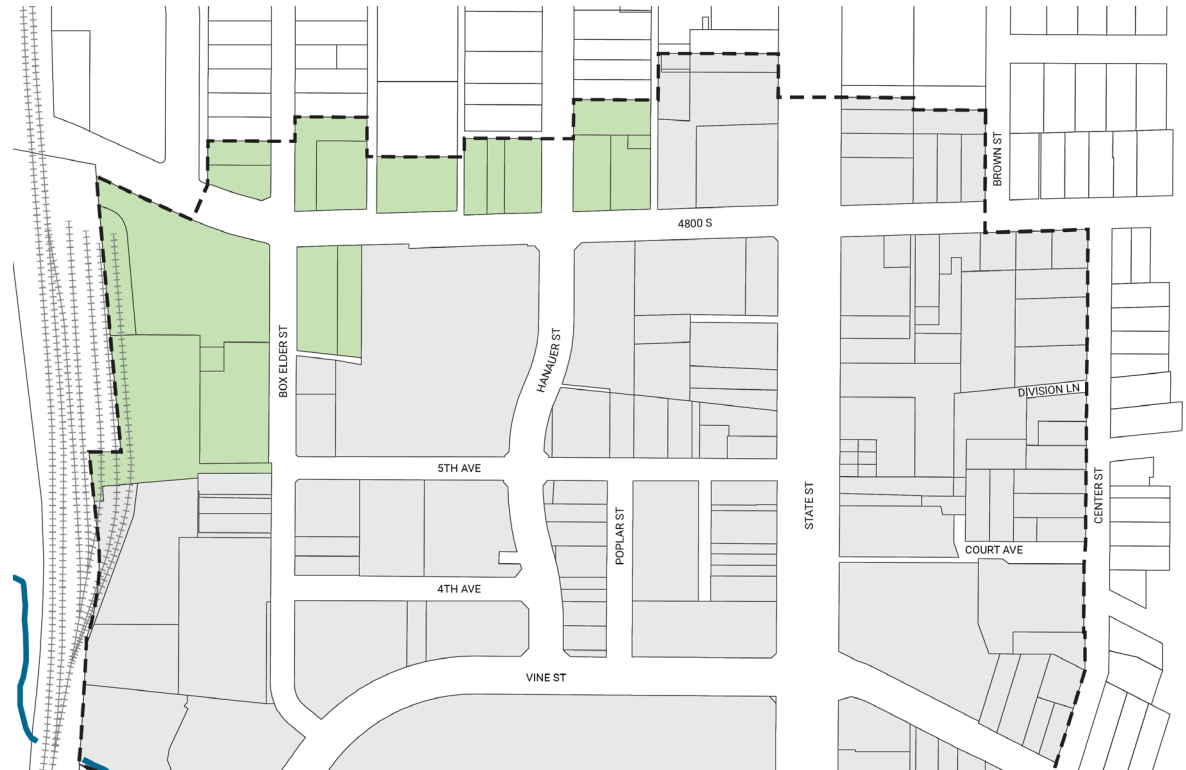 BROWN ST
4800 S
BOX ELDER ST
HANAUER ST
DIVISION LN
5TH AVE
STATE ST
CENTER ST
POPLAR ST
COURT AVE
4TH AVE
VINE ST